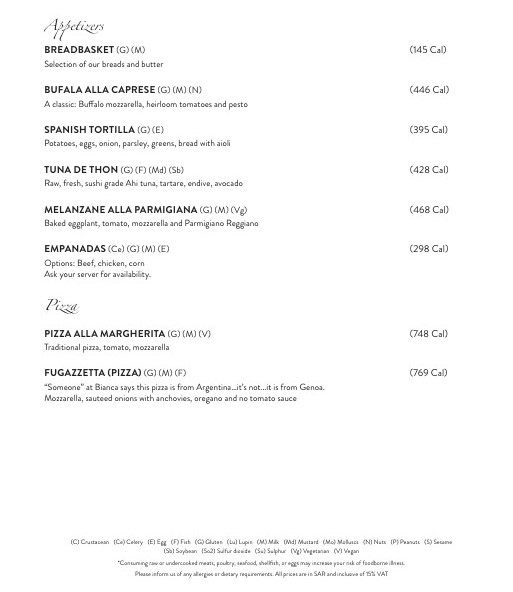 Appetizers
BREADBASKET (G) (M) (145 Cal)
Selection of our breads and butter
BUFALA ALLA CAPRESE (G) (M) (N) (446 Cal)
A classic: Buffalo mozzarella, heirloom tomatoes and pesto
SPANISH TORTILLA (G) (E) (395 Cal)
Potatoes, eggs, onion, parsley, greens, bread with aioli
TUNA DE THON (G) (F) (Md) (Sb) (428 Cal)
Raw, fresh, sushi grade Ahi tuna, tartare, endive, avocado
MELANZANE ALLA PARMIGIANA (G) (M) (Vg) (468 Cal)
Baked eggplant, tomato, mozzarella and Parmigiano Reggiano
EMPANADAS (Ce) (G) (M) (E) (298 Cal)
Options: Beef, chicken, corn
Ask your server for availability.
Pizza
PIZZA ALLA MARGHERITA (G) (M) (V) (748 Cal)
Traditional pizza, tomato, mozzarella
FUGAZZETTA (PIZZA) (G) (M) (F) (769 Cal)
“Someone” at Bianca says this pizza is from Argentina...it’s not...it is from Genoa.
Mozzarella, sauteed onions with anchovies, oregano and no tomato sauce
(C) Crustacean (Ce) Celery (E) Egg (F) Fish (G) Gluten (Lu) Lupin (M) Milk (Md) Mustard (Mo) Molluscs (N) Nuts (P) Peanuts (S) Sesame
(Sb) Soybean (So2) Sulfur dioxide (Su) Sulphur (Vg) Vegetarian (V) Vegan
*Consuming raw or undercooked meats, poultry, seafood, shellfish, or eggs may increase your risk of foodborne illness.
Please inform us of any allergies or dietary requirements. All prices are in SAR and inclusive of 15% VAT